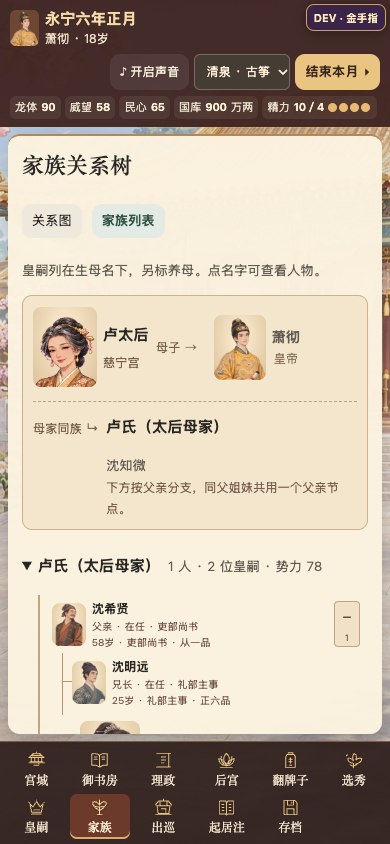 永宁六年正月
萧彻 · 18岁
DEV · 金手指
♪ 开启声音
清泉 · 古筝
结束本月 ›
龙体 90
威望 58
民心 65
国库 900 万两
精力 10 / 4
家族关系树
关系图
家族列表
皇嗣列在生母名下，另标养母。点名字可查看人物。
卢太后
慈宁宫
母子 →
萧彻
皇帝
母家同族 ↳ 卢氏（太后母家）
沈知微
下方按父亲分支，同父姐妹共用一个父亲节
点。
▼ 卢氏（太后母家） 1 人 · 2 位皇嗣 · 势力 78
沈希贤
父亲 · 在任 · 吏部尚书
58岁 · 吏部尚书 · 从一品
−
1
沈明远
兄长 · 在任 · 礼部主事
25岁 · 礼部主事 · 正六品
宫城
御书房
理政
后宫
翻牌子
选秀
皇嗣
家族
出巡
起居注
存档